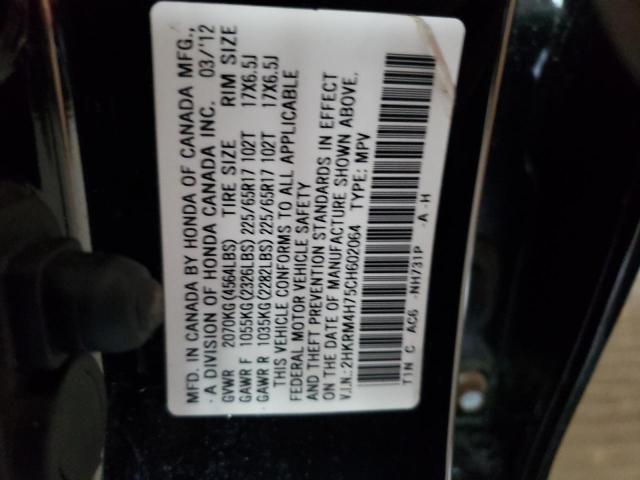 MFD. IN CANADA BY HONDA OF CANADA MFG.,
A DIVISION OF HONDA CANADA INC. 03/'12
GVWR 2070KG(4564LBS) TIRE SIZE RIM SIZE
GAWR F 1055KG(2326LBS) 225/65R17 102T 17X6.5J
GAWR R 1035KG(2282LBS) 225/65R17 102T 17X6.5J
THIS VEHICLE CONFORMS TO ALL APPLICABLE
FEDERAL MOTOR VEHICLE SAFETY
AND THEFT PREVENTION STANDARDS IN EFFECT
ON THE DATE OF MANUFACTURE SHOWN ABOVE.
V.I.N.:2HKRM4H75CH602064 TYPE: MPV
T1N C AC6 -NH731P -A-H